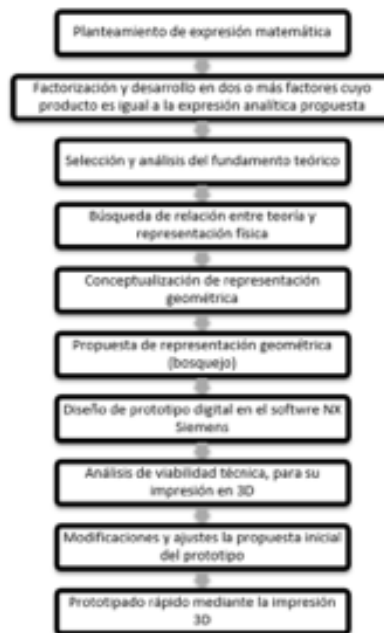 Planteamiento de expresión matemática
Factorización y desarrollo en dos o más factores cuyo
producto es igual a la expresión analítica propuesta
Selección y análisis del fundamento teórico
Búsqueda de relación entre teoría y
representación física
Conceptualización de representación
geométrica
Propuesta de representación geométrica
(bosquejo)
Diseño de prototipo digital en el softwre NX
Siemens
Análisis de viabilidad técnica, para su
impresión en 3D
Modificaciones y ajustes la propuesta inicial
del prototipo
Prototipado rápido mediante la impresión
3D